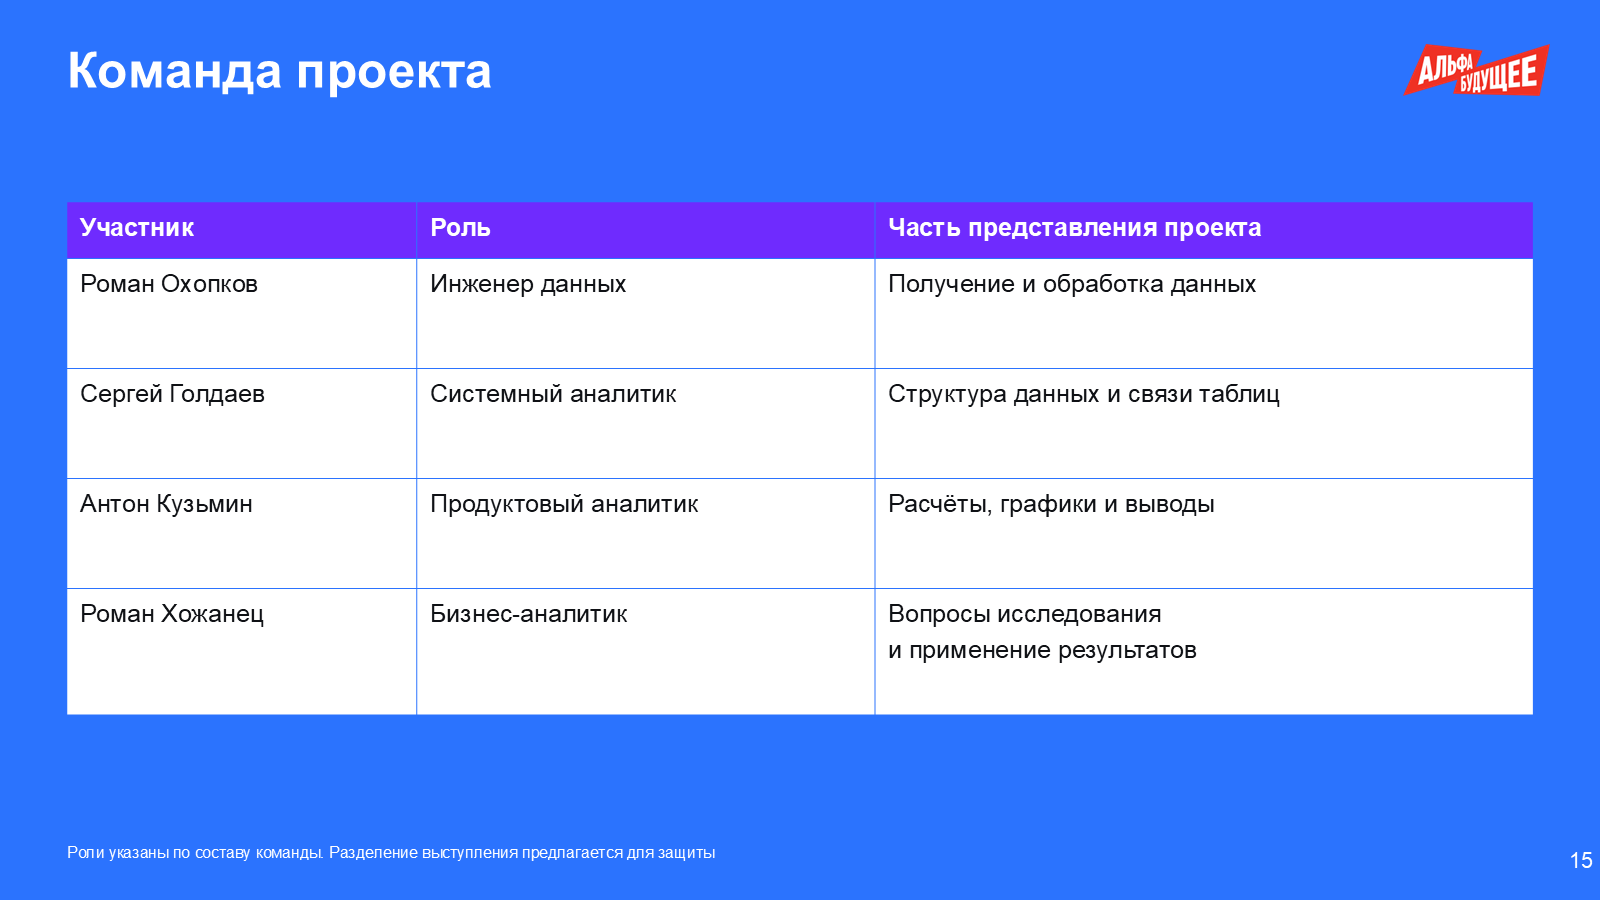 Команда проекта
АЛЬФА
БУДУЩЕЕ
Участник Роль Часть представления проекта
Роман Охопков Инженер данных Получение и обработка данных
Сергей Голдаев Системный аналитик Структура данных и связи таблиц
Антон Кузьмин Продуктовый аналитик Расчёты, графики и выводы
Роман Хожанец Бизнес-аналитик Вопросы исследования
и применение результатов
Роли указаны по составу команды. Разделение выступления предлагается для защиты
15